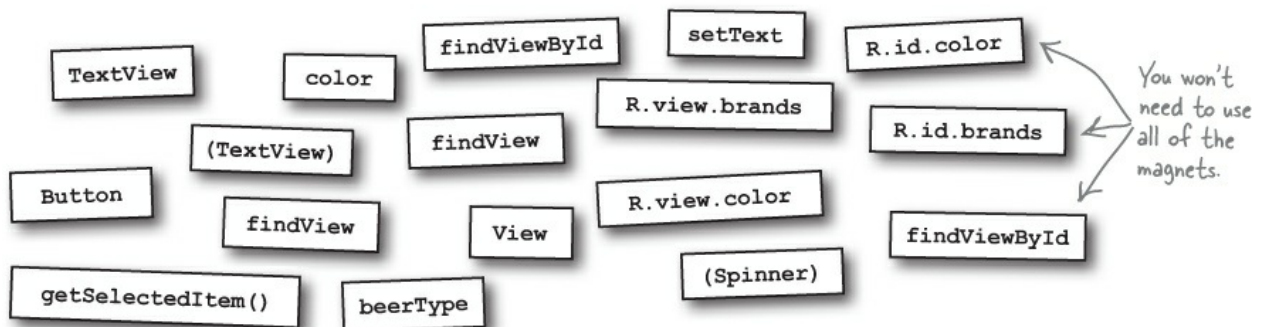 findViewById
setText
R.id.color
TextView
color
R.view.brands
You won't
need to use
all of the
magnets.
R.id.brands
(TextView)
findView
Button
R.view.color
findView
View
findViewById
(Spinner)
getSelectedItem()
beerType